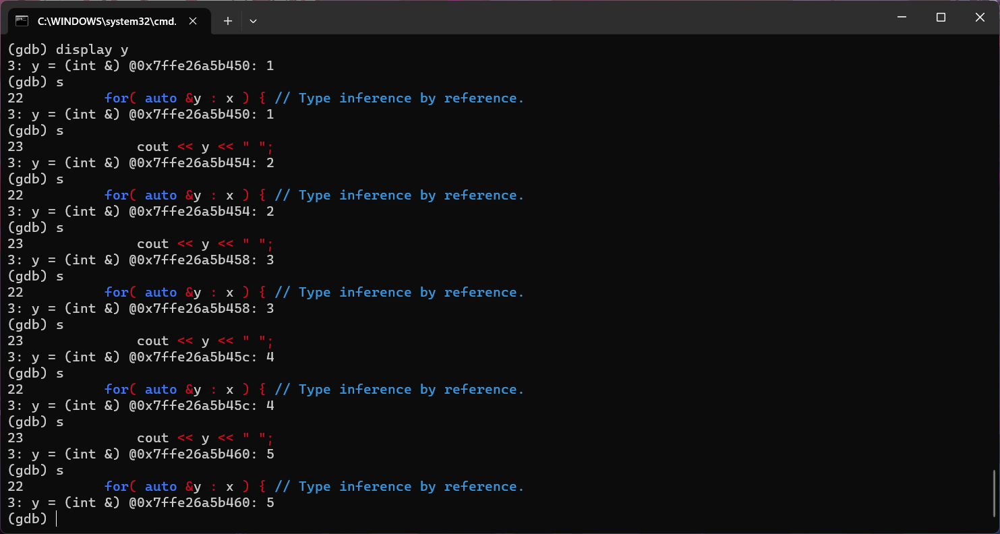 C:\WINDOWS\system32\cmd.
(gdb) display y
3: y = (int &) @0x7ffe26a5b450: 1
(gdb) s
22          for( auto &y : x ) { // Type inference by reference.
3: y = (int &) @0x7ffe26a5b450: 1
(gdb) s
23              cout << y << " ";
3: y = (int &) @0x7ffe26a5b454: 2
(gdb) s
22          for( auto &y : x ) { // Type inference by reference.
3: y = (int &) @0x7ffe26a5b454: 2
(gdb) s
23              cout << y << " ";
3: y = (int &) @0x7ffe26a5b458: 3
(gdb) s
22          for( auto &y : x ) { // Type inference by reference.
3: y = (int &) @0x7ffe26a5b458: 3
(gdb) s
23              cout << y << " ";
3: y = (int &) @0x7ffe26a5b45c: 4
(gdb) s
22          for( auto &y : x ) { // Type inference by reference.
3: y = (int &) @0x7ffe26a5b45c: 4
(gdb) s
23              cout << y << " ";
3: y = (int &) @0x7ffe26a5b460: 5
(gdb) s
22          for( auto &y : x ) { // Type inference by reference.
3: y = (int &) @0x7ffe26a5b460: 5
(gdb)